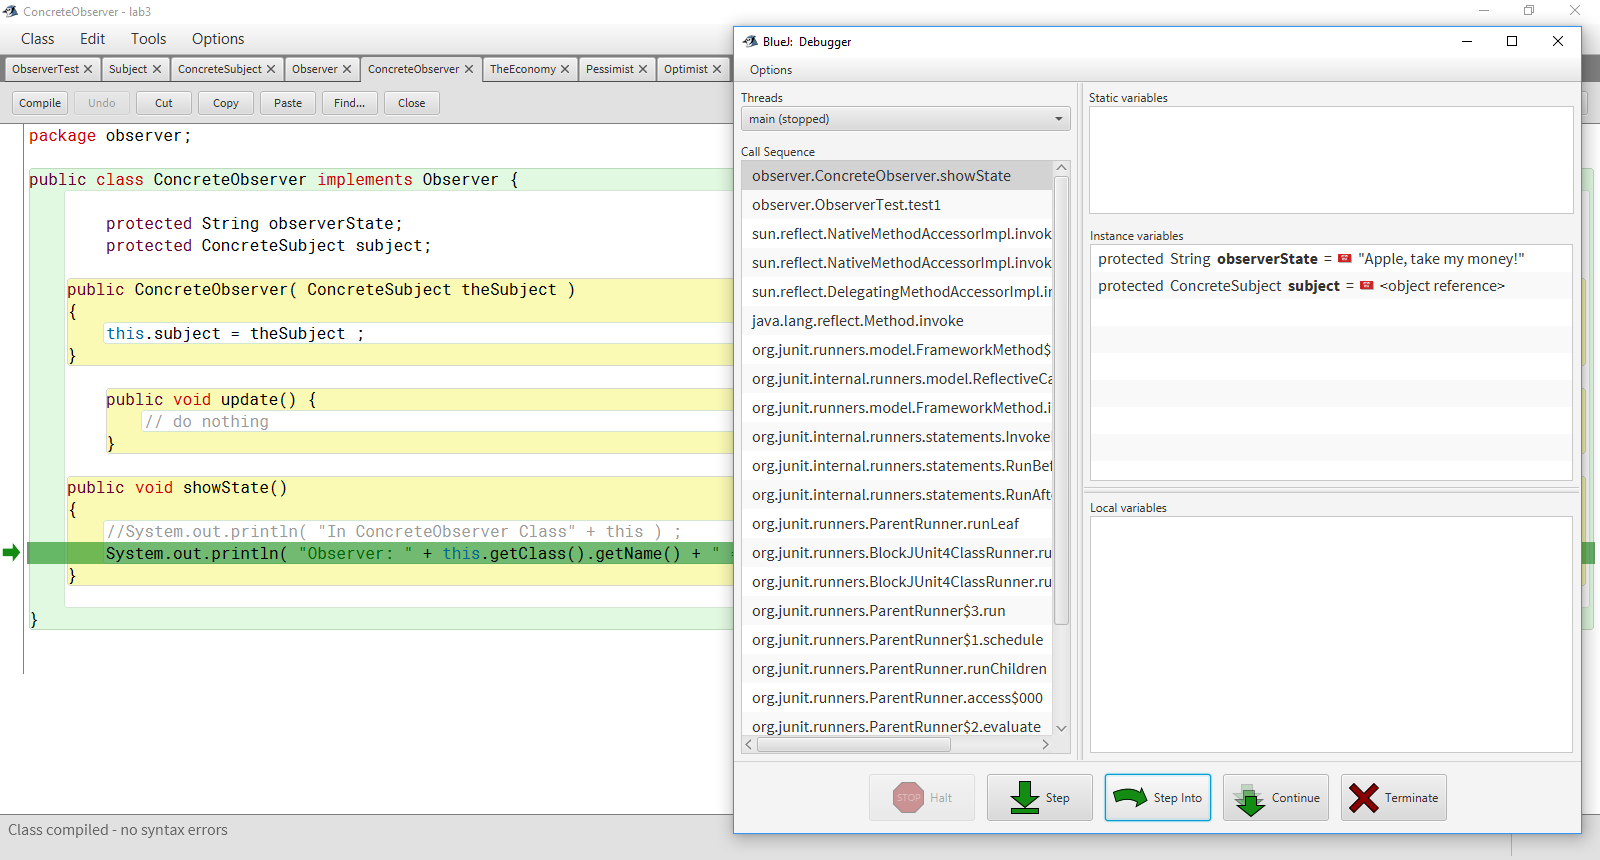 ConcreteObserver - lab3
Class Edit Tools Options
ObserverTest Subject ConcreteSubject Observer ConcreteObserver TheEconomy Pessimist Optimist
Compile Undo Cut Copy Paste Find... Close
package observer;
public class ConcreteObserver implements Observer {
protected String observerState;
protected ConcreteSubject subject;
public ConcreteObserver( ConcreteSubject theSubject )
{
this.subject = theSubject ;
}
public void update() {
// do nothing
}
public void showState()
{
//System.out.println( "In ConcreteObserver Class" + this ) ;
System.out.println( "Observer: " + this.getClass().getName() + "
}
}
Class compiled - no syntax errors
BlueJ: Debugger
Options
Threads
main (stopped)
Call Sequence
observer.ConcreteObserver.showState
observer.ObserverTest.test1
sun.reflect.NativeMethodAccessorImpl.invok
sun.reflect.NativeMethodAccessorImpl.invok
sun.reflect.DelegatingMethodAccessorImpl.in
java.lang.reflect.Method.invoke
org.junit.runners.model.FrameworkMethod$
org.junit.internal.runners.model.ReflectiveCa
org.junit.runners.model.FrameworkMethod.i
org.junit.internal.runners.statements.Invoke
org.junit.internal.runners.statements.RunBef
org.junit.internal.runners.statements.RunAft
org.junit.runners.ParentRunner.runLeaf
org.junit.runners.BlockJUnit4ClassRunner.ru
org.junit.runners.BlockJUnit4ClassRunner.ru
org.junit.runners.ParentRunner$3.run
org.junit.runners.ParentRunner$1.schedule
org.junit.runners.ParentRunner.runChildren
org.junit.runners.ParentRunner.access$000
org.junit.runners.ParentRunner$2.evaluate
Static variables
Instance variables
protected String observerState = "Apple, take my money!"
protected ConcreteSubject subject = <object reference>
Local variables
STOP Halt Step Step Into Continue Terminate